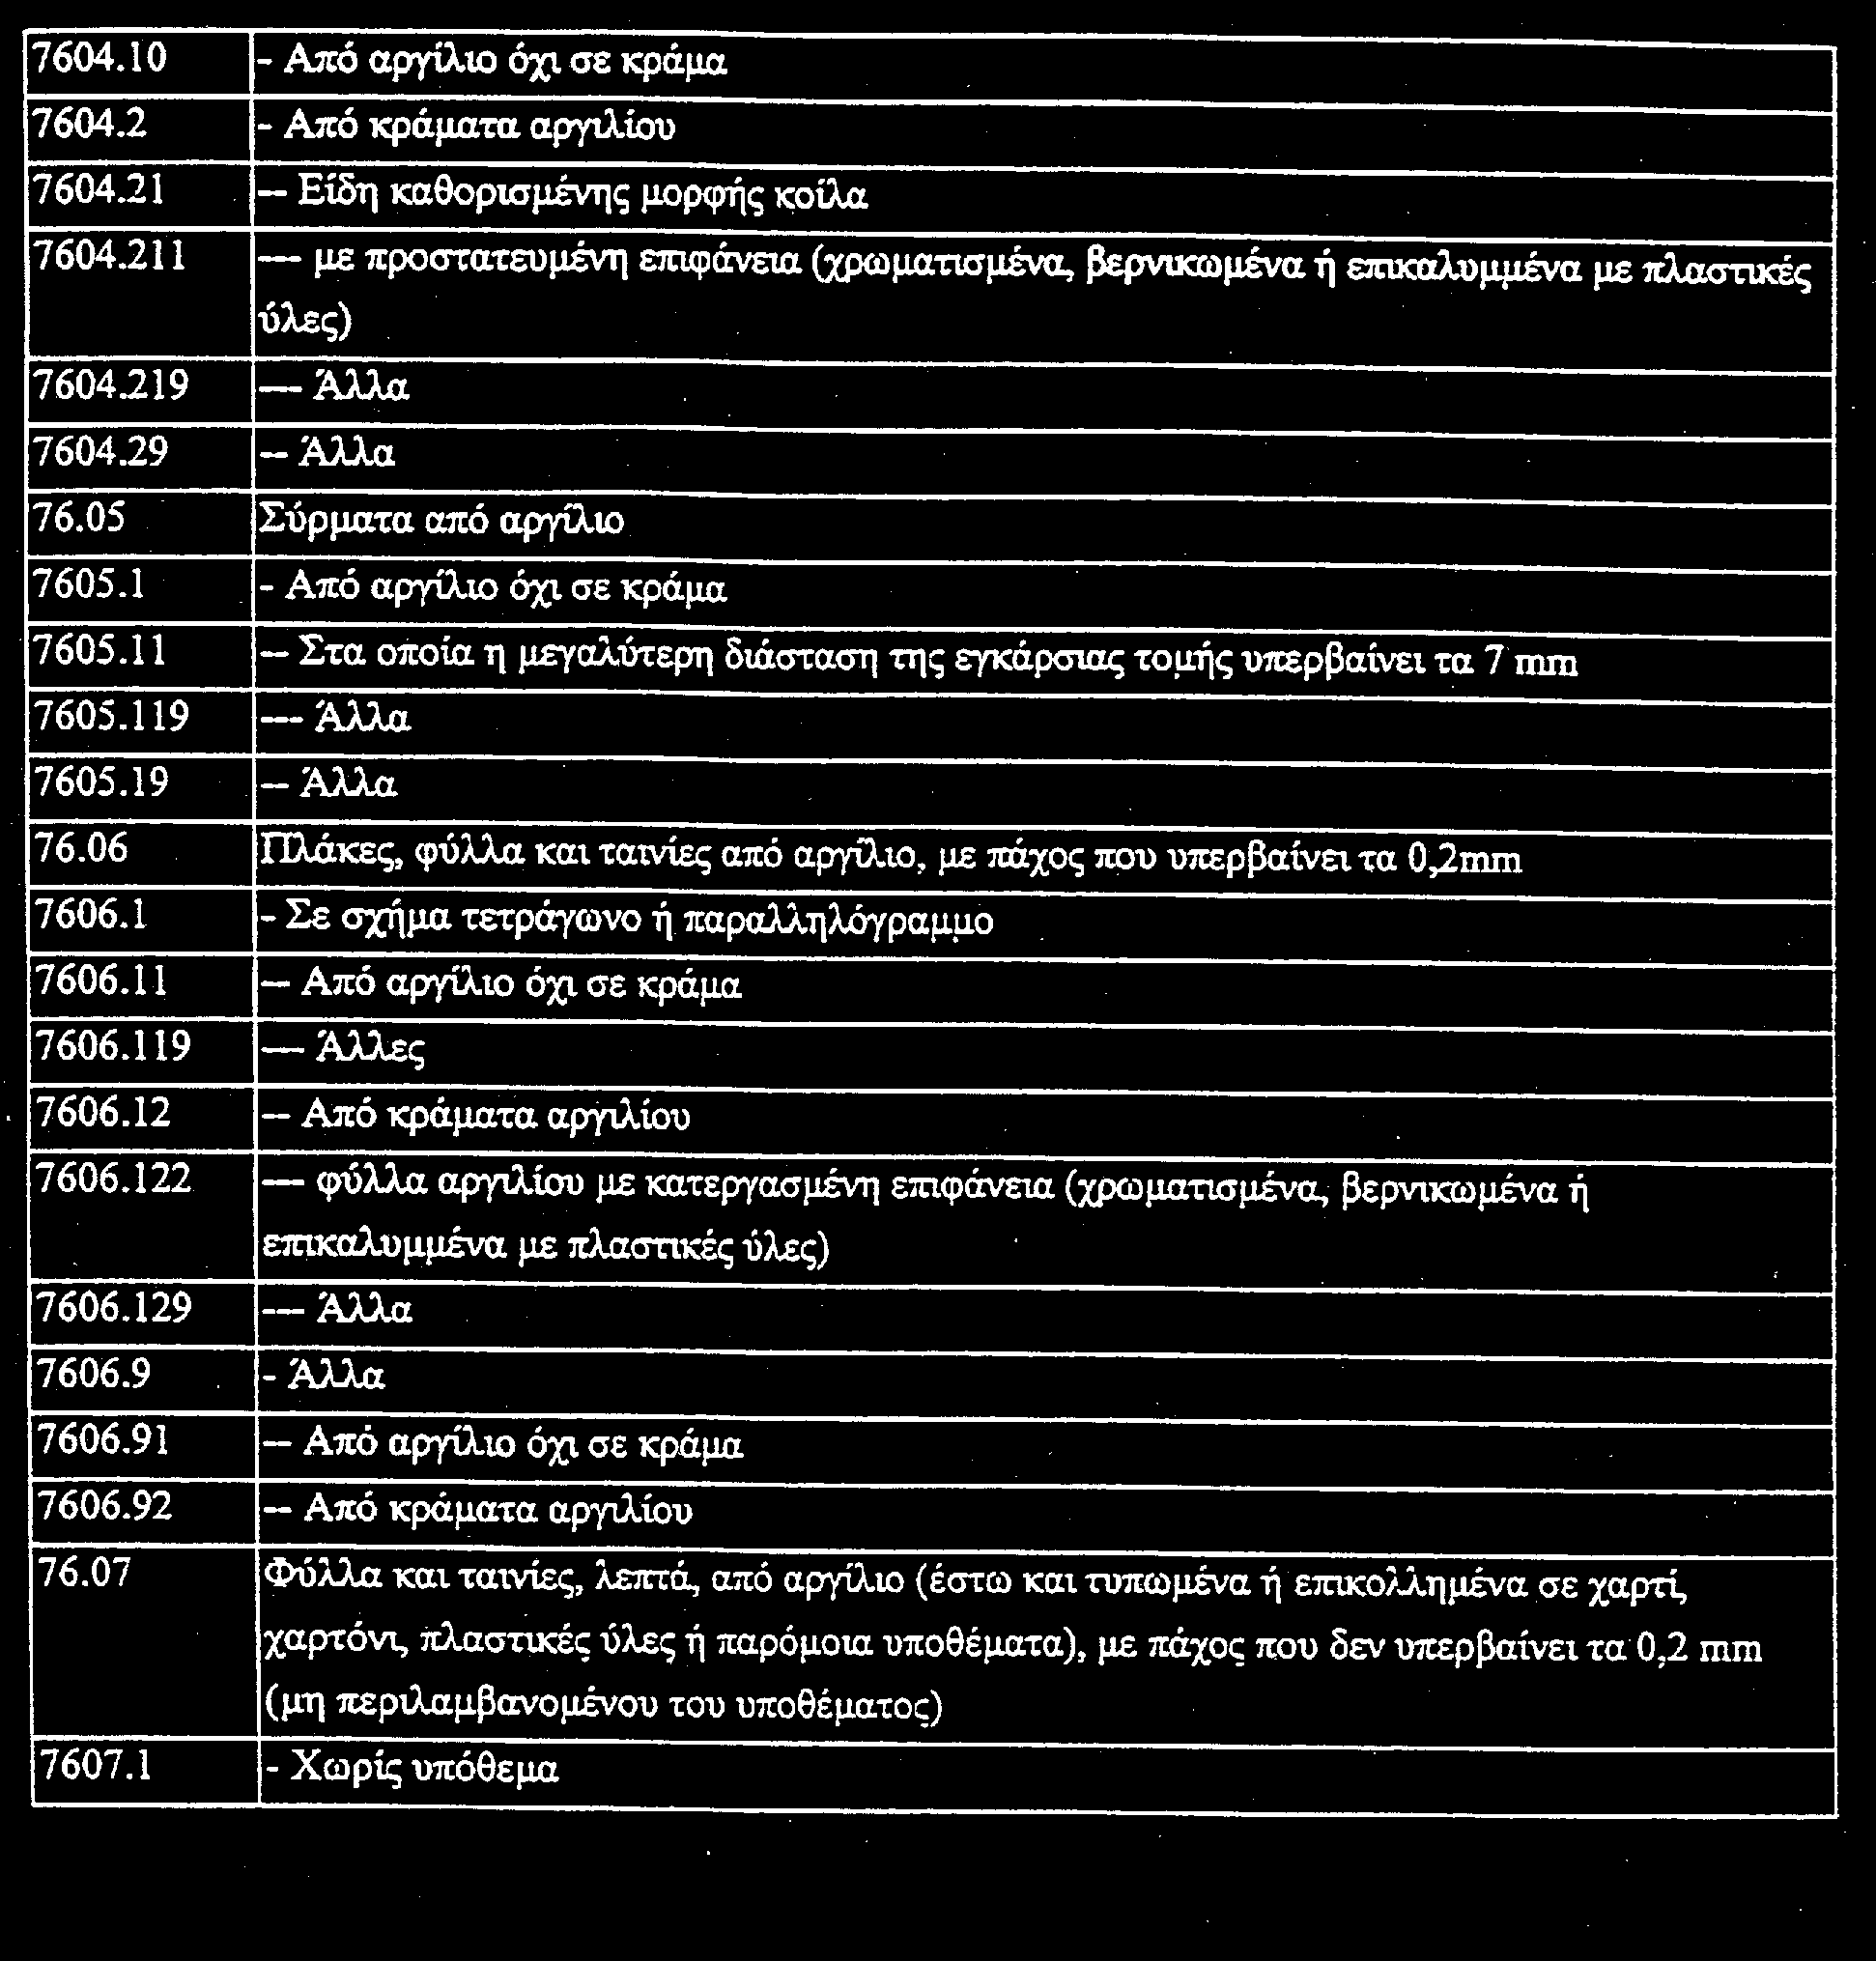 7604.10 - Από αργίλιο όχι σε κράμα
7604.2 - Από κράματα αργιλίου
7604.21 -- Είδη καθορισμένης μορφής κοίλα
7604.211 --- με προστατευμένη επιφάνεια (χρωματισμένα, βερνικωμένα ή επικαλυμμένα με πλαστικές
ύλες)
7604.219 --- Άλλα
7604.29 -- Άλλα
76.05 Σύρματα από αργίλιο
7605.1 - Από αργίλιο όχι σε κράμα
7605.11 -- Στα οποία η μεγαλύτερη διάσταση της εγκάρσιας τομής υπερβαίνει τα 7 mm
7605.119 --- Άλλα
7605.19 -- Άλλα
76.06 Πλάκες, φύλλα και ταινίες από αργίλιο, με πάχος που υπερβαίνει τα 0,2mm
7606.1 - Σε σχήμα τετράγωνο ή παραλληλόγραμμο
7606.11 -- Από αργίλιο όχι σε κράμα
7606.119 --- Άλλες
7606.12 -- Από κράματα αργιλίου
7606.122 --- φύλλα αργιλίου με κατεργασμένη επιφάνεια (χρωματισμένα, βερνικωμένα ή
επικαλυμμένα με πλαστικές ύλες)
7606.129 --- Άλλα
7606.9 - Άλλα
7606.91 -- Από αργίλιο όχι σε κράμα
7606.92 -- Από κράματα αργιλίου
76.07 Φύλλα και ταινίες, λεπτά, από αργίλιο (έστω και τυπωμένα ή επικολλημένα σε χαρτί,
χαρτόνι, πλαστικές ύλες ή παρόμοια υποθέματα), με πάχος που δεν υπερβαίνει τα 0,2 mm
(μη περιλαμβανομένου του υποθέματος)
7607.1 - Χωρίς υπόθεμα